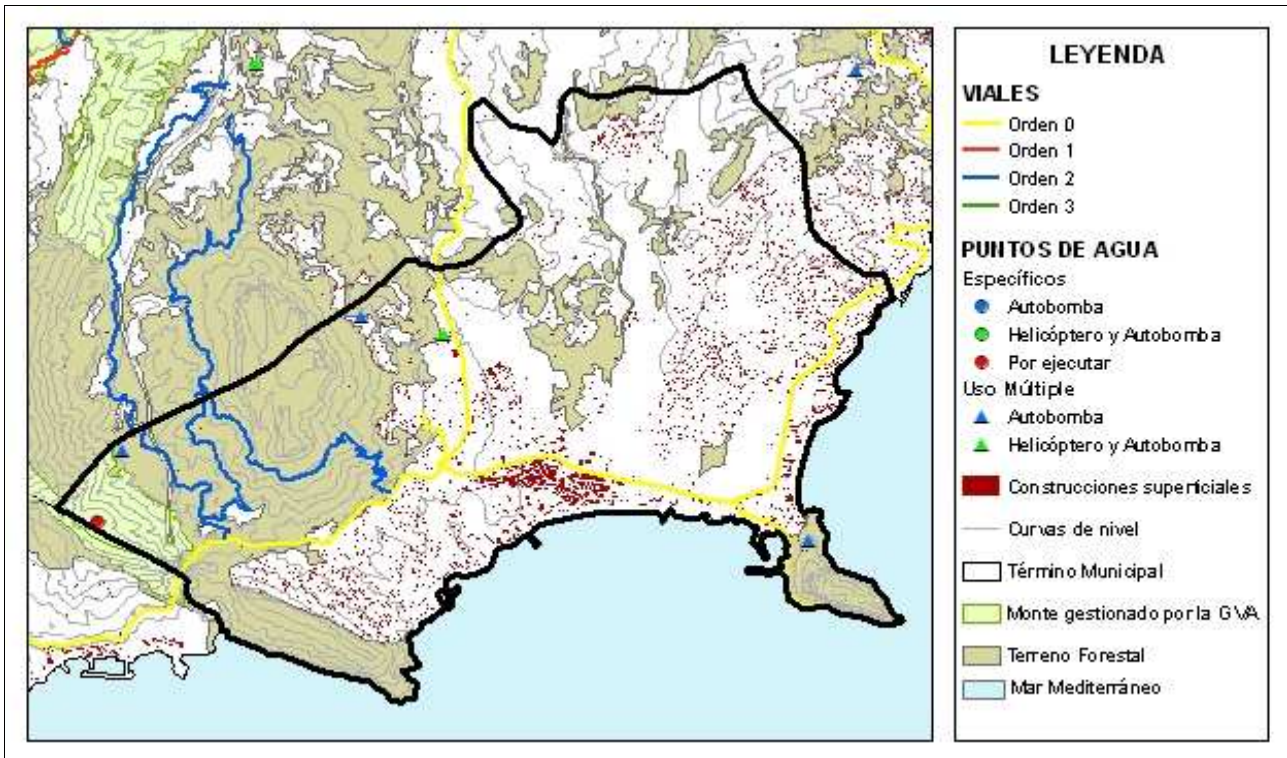 LEYENDA
VIALES
Orden 0
Orden 1
Orden 2
Orden 3
PUNTOS DE AGUA
Específicos
Autobomba
Helicóptero y Autobomba
Por ejecutar
Uso Múltiple
Autobomba
Helicóptero y Autobomba
Construcciones superficiales
Curvas de nivel
Término Municipal
Monte gestionado por la GVA
Terreno Forestal
Mar Mediterráneo